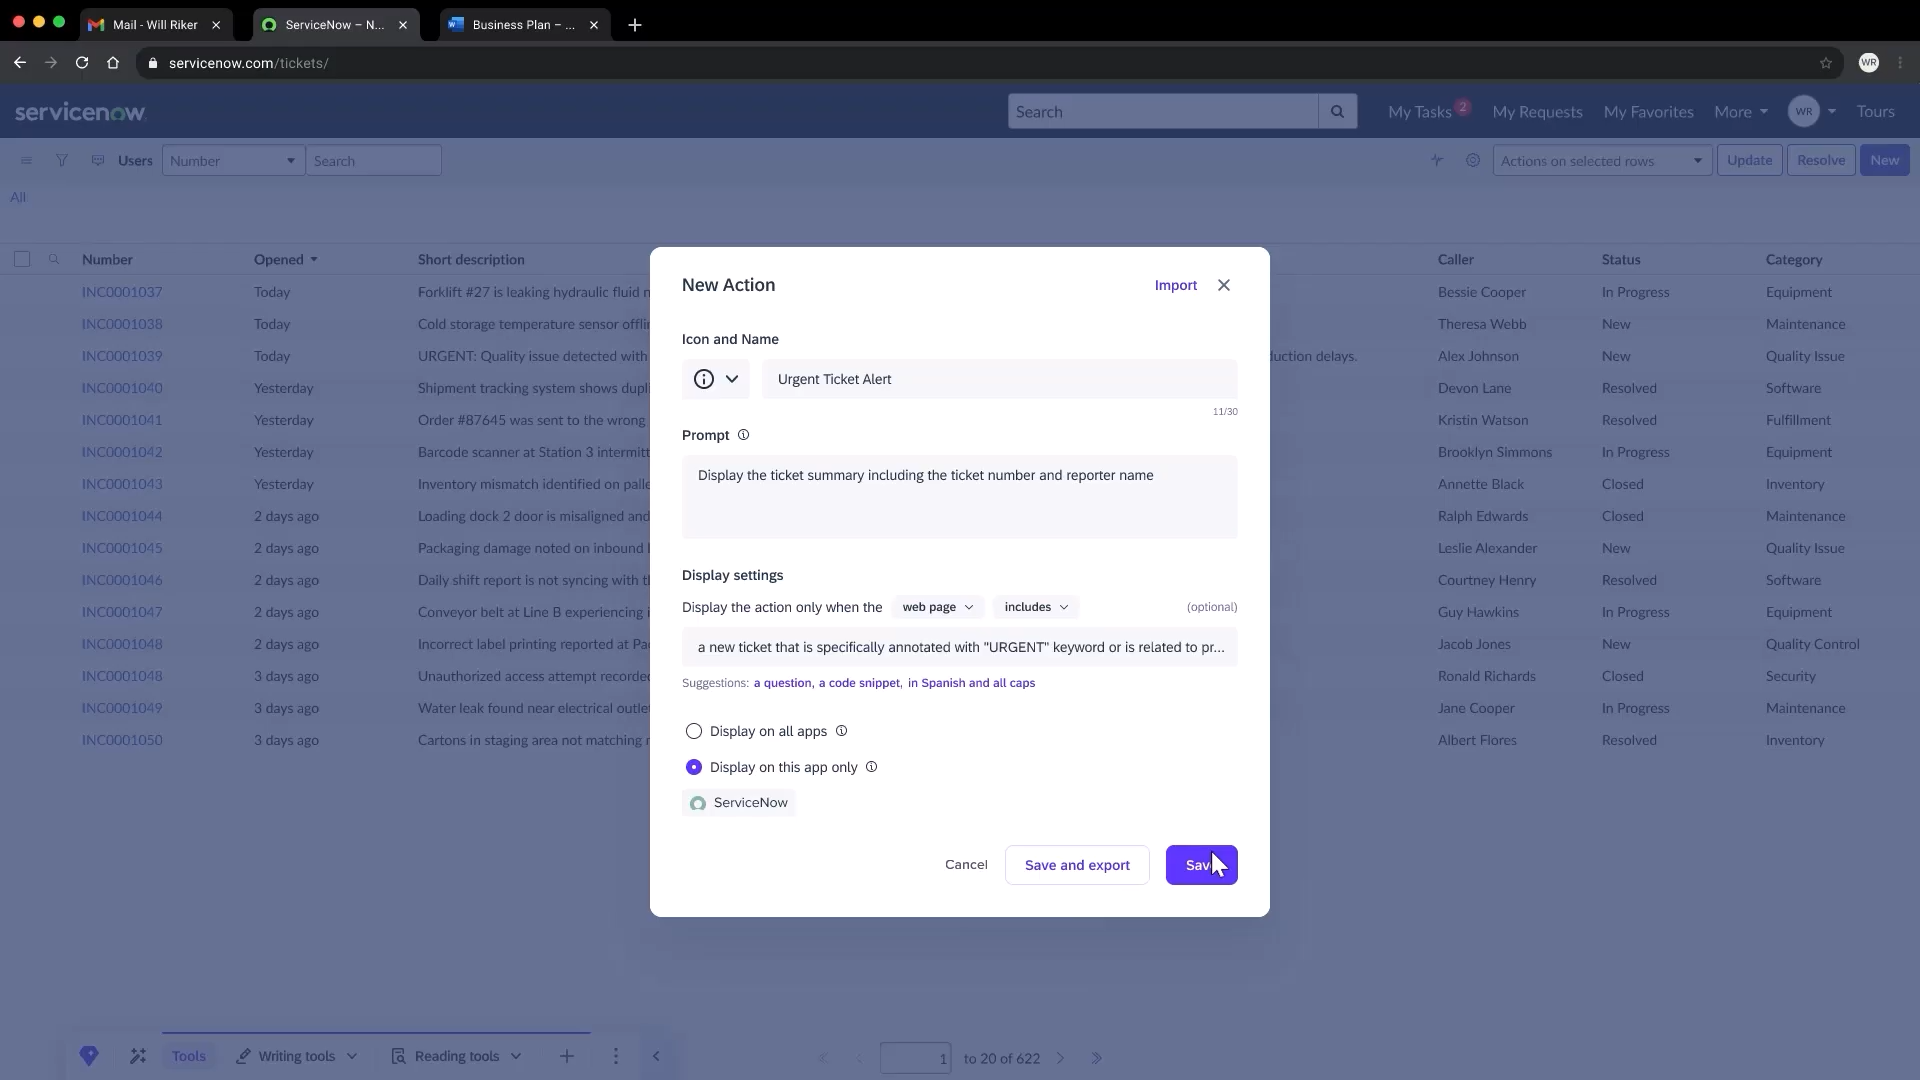 Mail - Will Riker
ServiceNow – N...
Business Plan – ...
servicenow.com/tickets/
WR
servicenow
Search
My Tasks 2
My Requests
My Favorites
More
WR
Tours
Users
Number
Search
Actions on selected rows
Update
Resolve
New
All
Number Opened Short description Caller Status Category
INC0001037 Today Forklift #27 is leaking hydraulic fluid Bessie Cooper In Progress Equipment
INC0001038 Today Cold storage temperature sensor Theresa Webb New Maintenance
INC0001039 Today URGENT: Quality issue detected with delays. Alex Johnson New Quality Issue
INC0001040 Yesterday Shipment tracking system shows Devon Lane Resolved Software
INC0001041 Yesterday Order #87645 was sent to the wrong Kristin Watson Resolved Fulfillment
INC0001042 Yesterday Barcode scanner at Station 3 Brooklyn Simmons In Progress Equipment
INC0001043 Yesterday Inventory mismatch identified on Annette Black Closed Inventory
INC0001044 2 days ago Loading dock 2 door is misaligned and Ralph Edwards Closed Maintenance
INC0001045 2 days ago Packaging damage noted on inbound Leslie Alexander New Quality Issue
INC0001046 2 days ago Daily shift report is not syncing with Courtney Henry Resolved Software
INC0001047 2 days ago Conveyor belt at Line B experiencing Guy Hawkins In Progress Equipment
INC0001048 2 days ago Incorrect label printing reported at Jacob Jones New Quality Control
INC0001048 3 days ago Unauthorized access attempt Ronald Richards Closed Security
INC0001049 3 days ago Water leak found near electrical Jane Cooper In Progress Maintenance
INC0001050 3 days ago Cartons in staging area not matching Albert Flores Resolved Inventory
New Action
Import
Icon and Name
Urgent Ticket Alert
11/30
Prompt
Display the ticket summary including the ticket number and reporter name
Display settings
Display the action only when the web page includes (optional)
a new ticket that is specifically annotated with "URGENT" keyword or is related to pr...
Suggestions: a question, a code snippet, in Spanish and all caps
Display on all apps
Display on this app only
ServiceNow
Cancel
Save and export
Tools
Writing tools
Reading tools
1 to 20 of 622